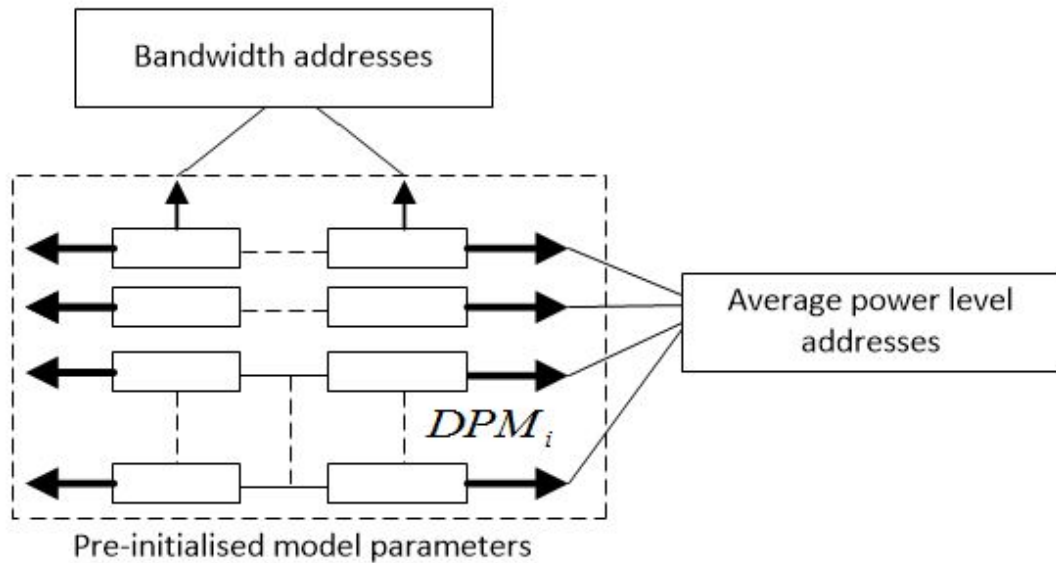 Bandwidth addresses
Average power level
addresses
DPM_i
Pre-initialised model parameters